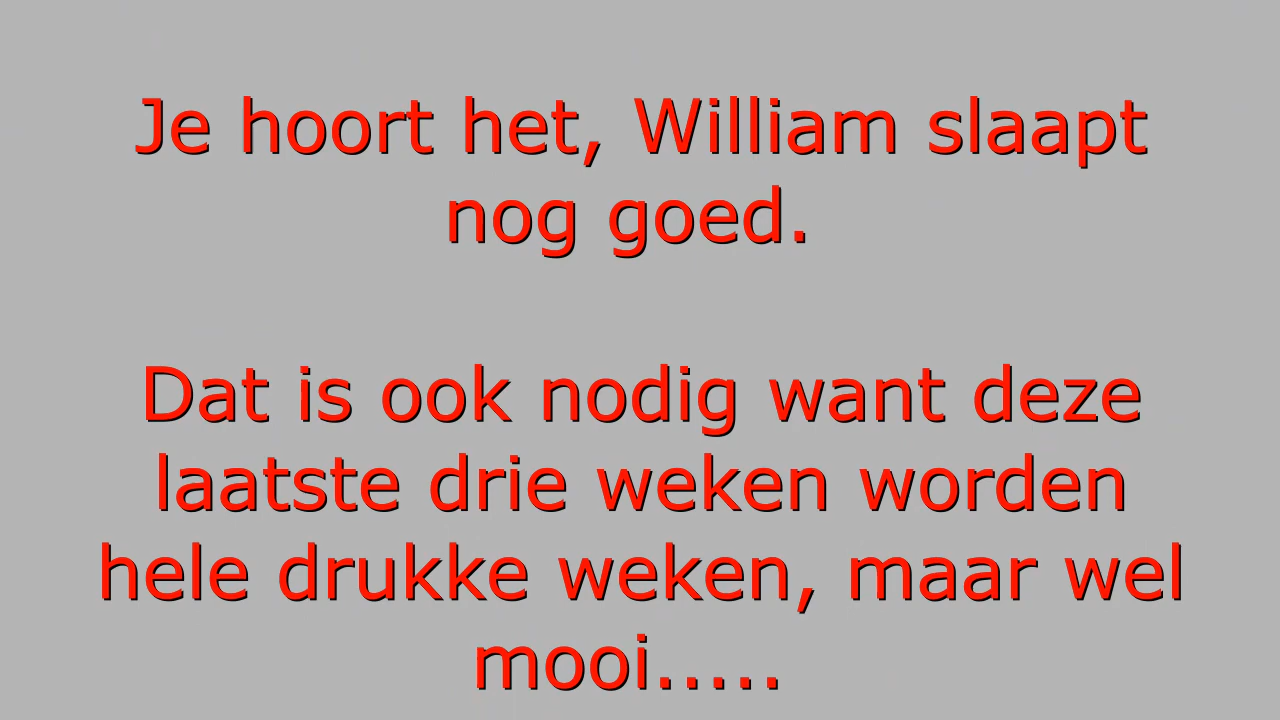 Je hoort het, William slaapt
nog goed.
Dat is ook nodig want deze
laatste drie weken worden
hele drukke weken, maar wel
mooi.....